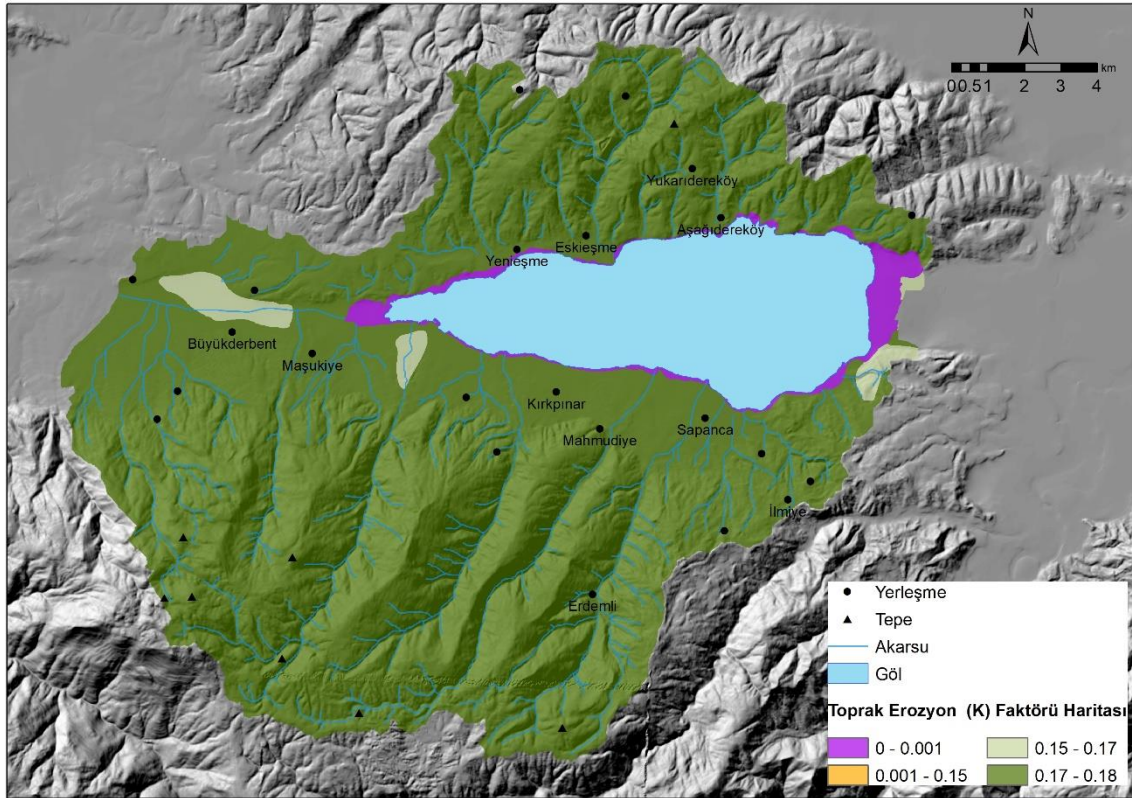 N
0 0.5 1 2 3 4 km
Yukarıdereköy
Aşağıdereköy
Eskieşme
Yenieşme
Büyükderbent
Maşukiye
Kırkpınar
Mahmudiye
Sapanca
İlmiye
Erdemli
Yerleşme
Tepe
Akarsu
Göl
Toprak Erozyon (K) Faktörü Haritası
0 - 0.001
0.15 - 0.17
0.001 - 0.15
0.17 - 0.18